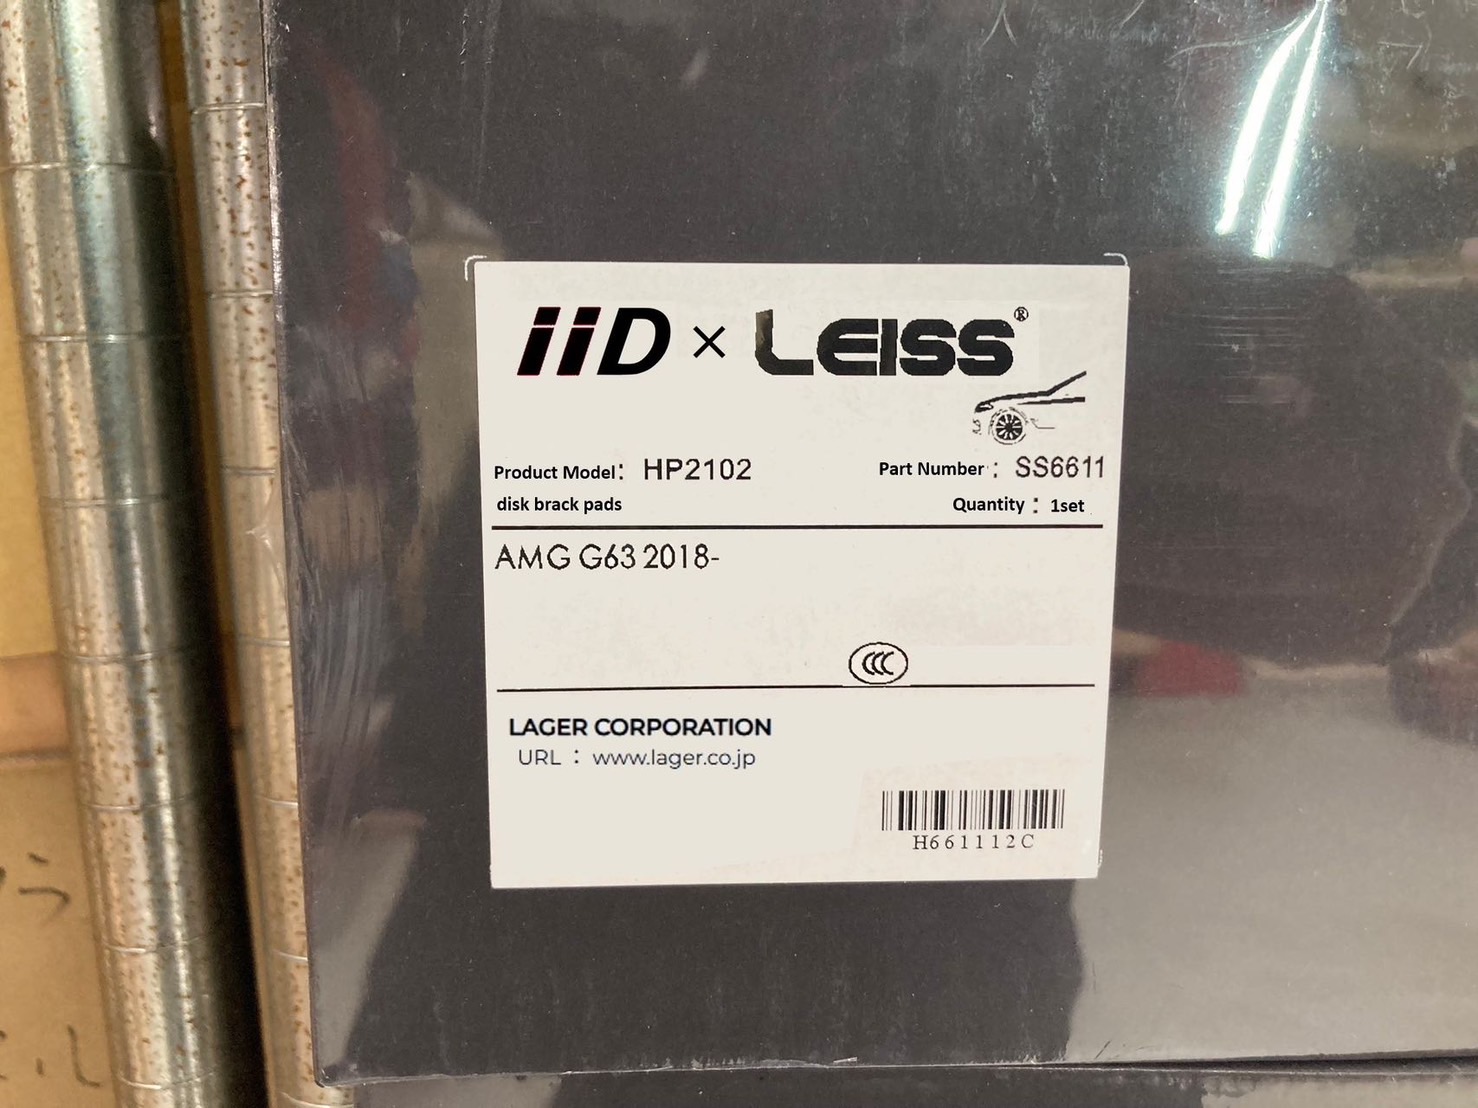 iiD × LEISS®
Product Model: HP2102
Part Number: SS6611
disk brack pads
Quantity: 1set
AMG G63 2018-
CCC
LAGER CORPORATION
URL: www.lager.co.jp
H661112C